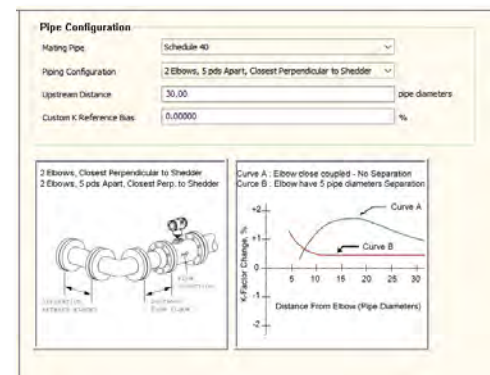 Pipe Configuration
Mating Pipe
Schedule 40
Piping Configuration
2 Elbows, 5 pds Apart, Closest Perpendicular to Shedder
Upstream Distance
30.00
pipe diameters
Custom K Reference Bias
0.00000
%
2 Elbows, Closest Perpendicular to Shedder
2 Elbows, 5 pds Apart, Closest Perp. to Shedder
Curve A : Elbow close coupled - No Separation
Curce B : Elbow have 5 pipe diameters Separation
+2
Curve A
+1
Curve B
0
5 10 15 20 25 30
-1
Distance From Elbow (Pipe Diameters)
-2
K-Factor Change, %